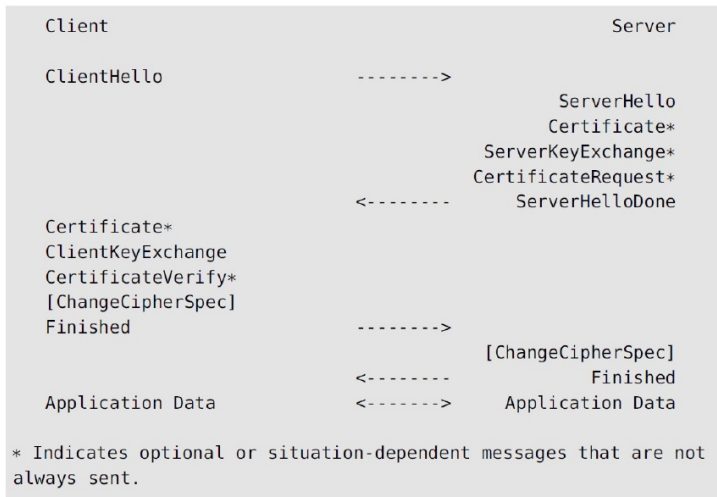 Client Server
ClientHello -------->
ServerHello
Certificate*
ServerKeyExchange*
CertificateRequest*
<-------- ServerHelloDone
Certificate*
ClientKeyExchange
CertificateVerify*
[ChangeCipherSpec]
Finished -------->
[ChangeCipherSpec]
<-------- Finished
Application Data <-------> Application Data
* Indicates optional or situation-dependent messages that are not
always sent.